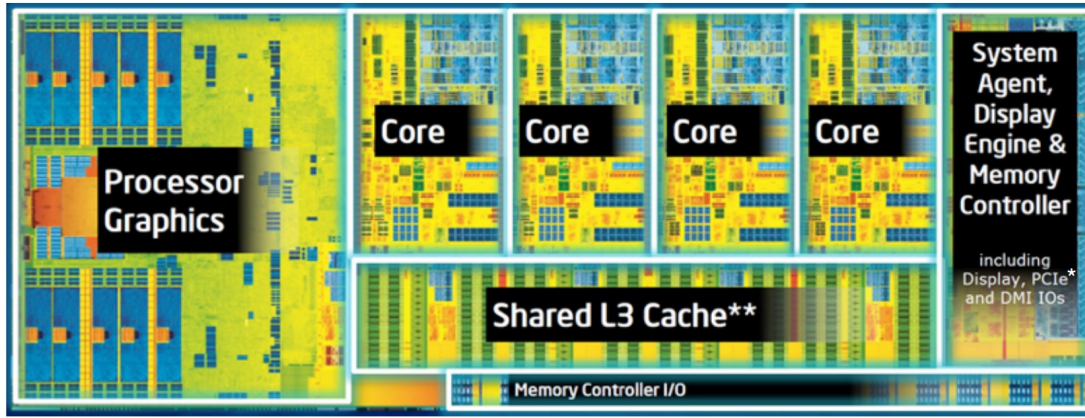 Processor
Graphics
Core
Core
Core
Core
System
Agent,
Display
Engine &
Memory
Controller
including
Display, PCIe*
and DMI IOs
Shared L3 Cache**
Memory Controller I/O